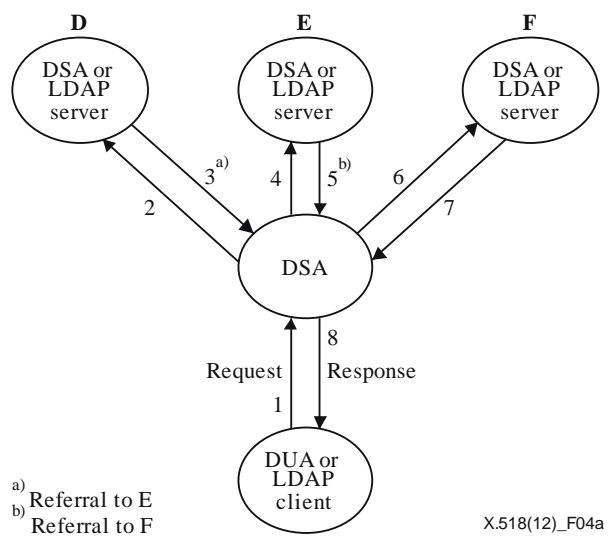 D
E
F
DSA or
LDAP
server
DSA or
LDAP
server
DSA or
LDAP
server
3a)
4
5b)
6
2
7
DSA
8
Request
Response
1
DUA or
LDAP
client
a) Referral to E
b) Referral to F
X.518(12)_F04a